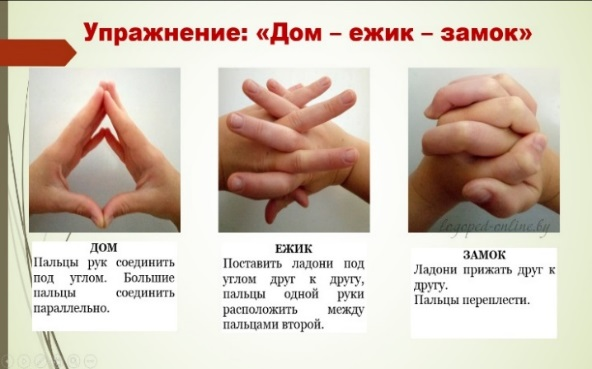 Упражнение: «Дом – ежик – замок»
logoped-online.by
ДОМ
Пальцы рук соединить
под углом. Большие
пальцы соединить
параллельно.
ЕЖИК
Поставить ладони под
углом друг к другу,
пальцы одной руки
расположить между
пальцами второй.
ЗАМОК
Ладони прижать друг к
другу.
Пальцы переплести.